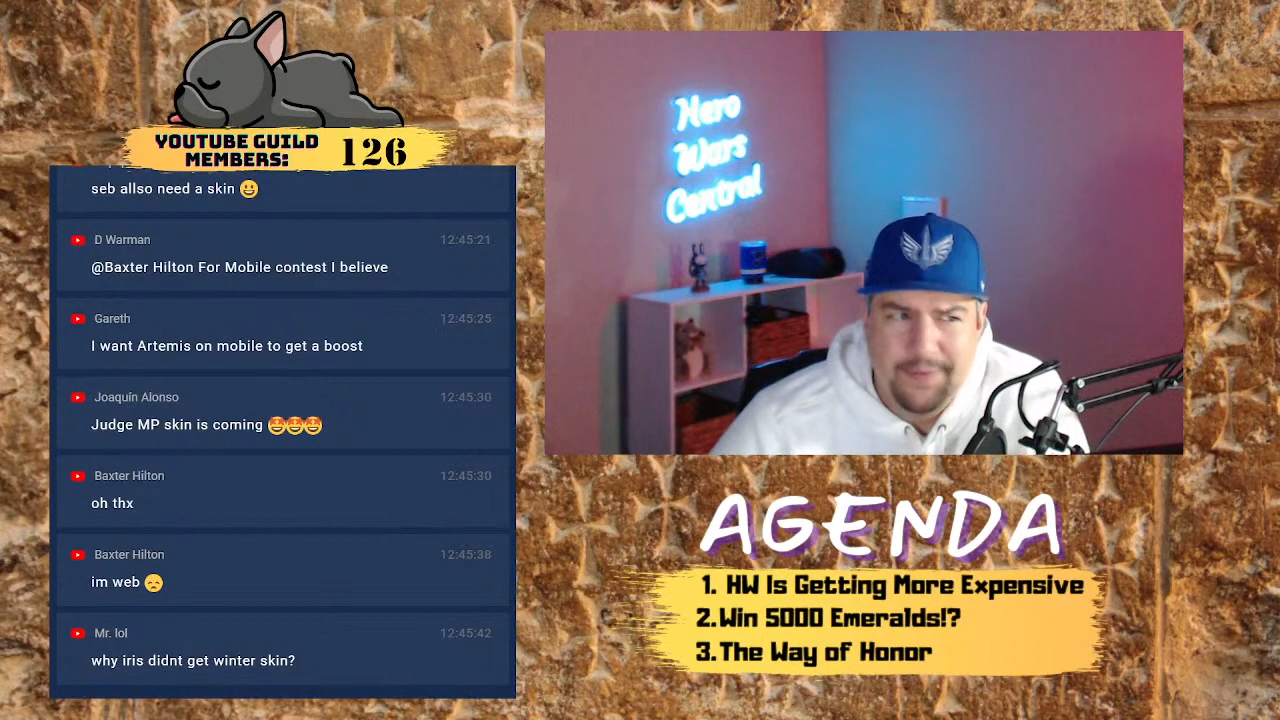 YOUTUBE GUILD
MEMBERS: 126
seb allso need a skin 😀
D Warman 12:45:21
@Baxter Hilton For Mobile contest I believe
Gareth 12:45:25
I want Artemis on mobile to get a boost
Joaquín Alonso 12:45:30
Judge MP skin is coming 🤩🤩🤩
Baxter Hilton 12:45:30
oh thx
Baxter Hilton 12:45:38
im web 😞
Mr. lol 12:45:42
why iris didnt get winter skin?
Hero
Wars
Central
AGENDA
1. HW Is Getting More Expensive
2. Win 5000 Emeralds!?
3. The Way of Honor